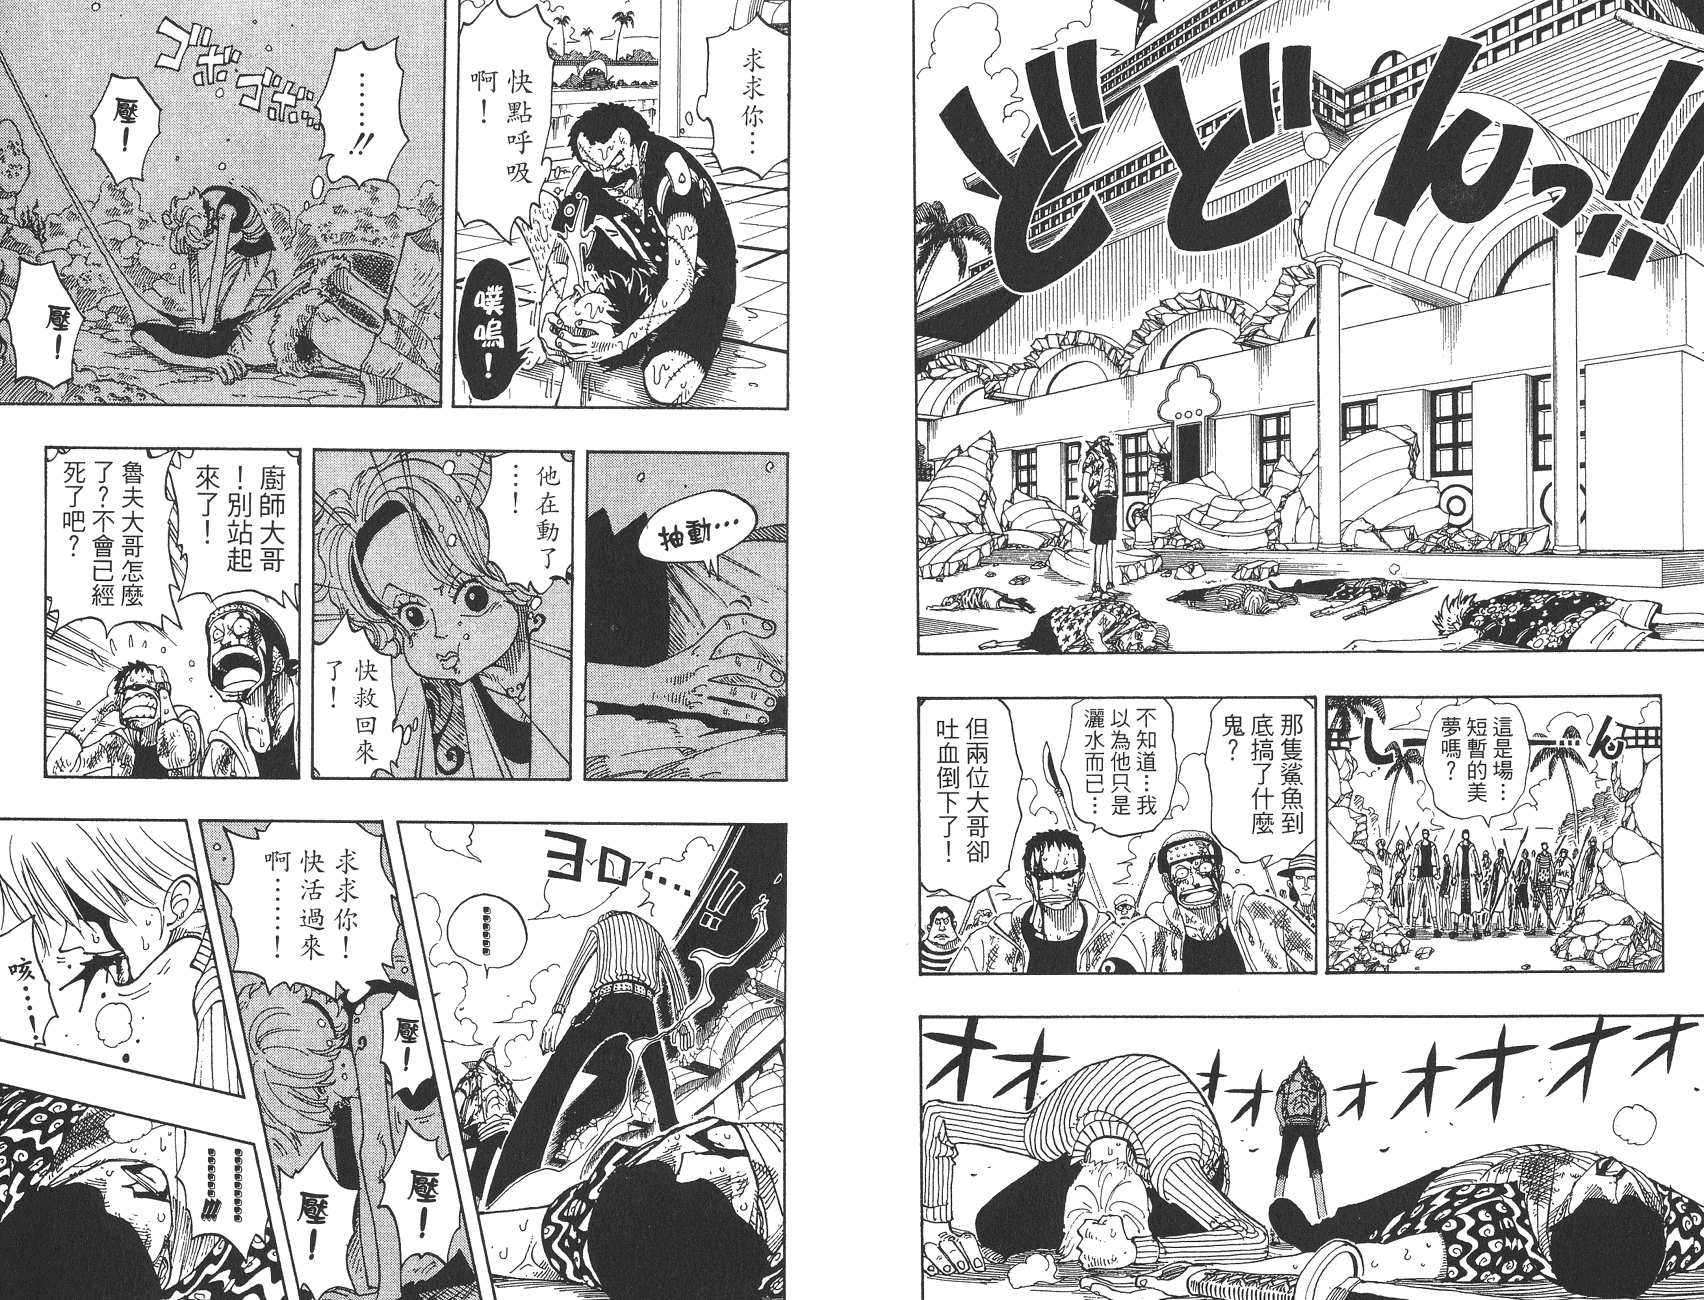 どどんっ!!
這是場…
短暫的美
夢嗎?
し
ん
那隻鯊魚到
底搞了什麼
鬼?
不知道…我
以為他只是
灑水而已…
但兩位大哥卻
吐血倒下了!
オオオオオオオオ
求求你…
快點呼吸
啊!
噗嗚!
………!!
ゴボゴボ
壓!
壓!
抽動…
他在動了
…!
快救回來
了!
廚師大哥
!別站起
來了!
魯夫大哥怎麼
了?不會已經
死了吧?
ヨロ…!!
………
求求你!
快活過來
啊……!
壓!
壓!
壓!
咳…!
………!!!